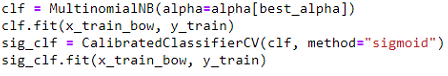 clf = MultinomialNB(alpha=alpha[best_alpha])
clf.fit(x_train_bow, y_train)
sig_clf = CalibratedClassifierCV(clf, method="sigmoid")
sig_clf.fit(x_train_bow, y_train)